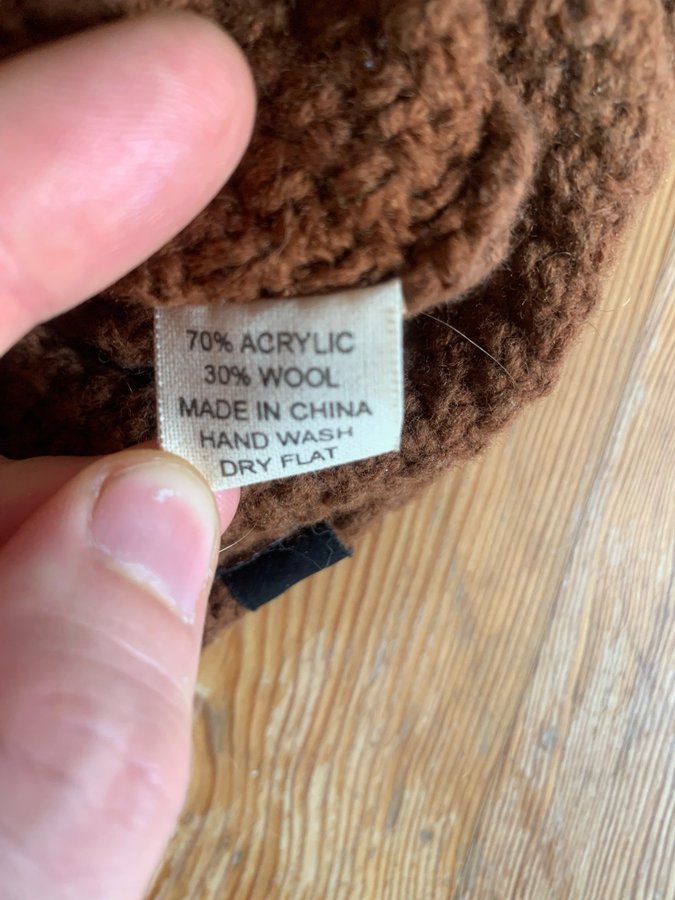 70% ACRYLIC
30% WOOL
MADE IN CHINA
HAND WASH
DRY FLAT